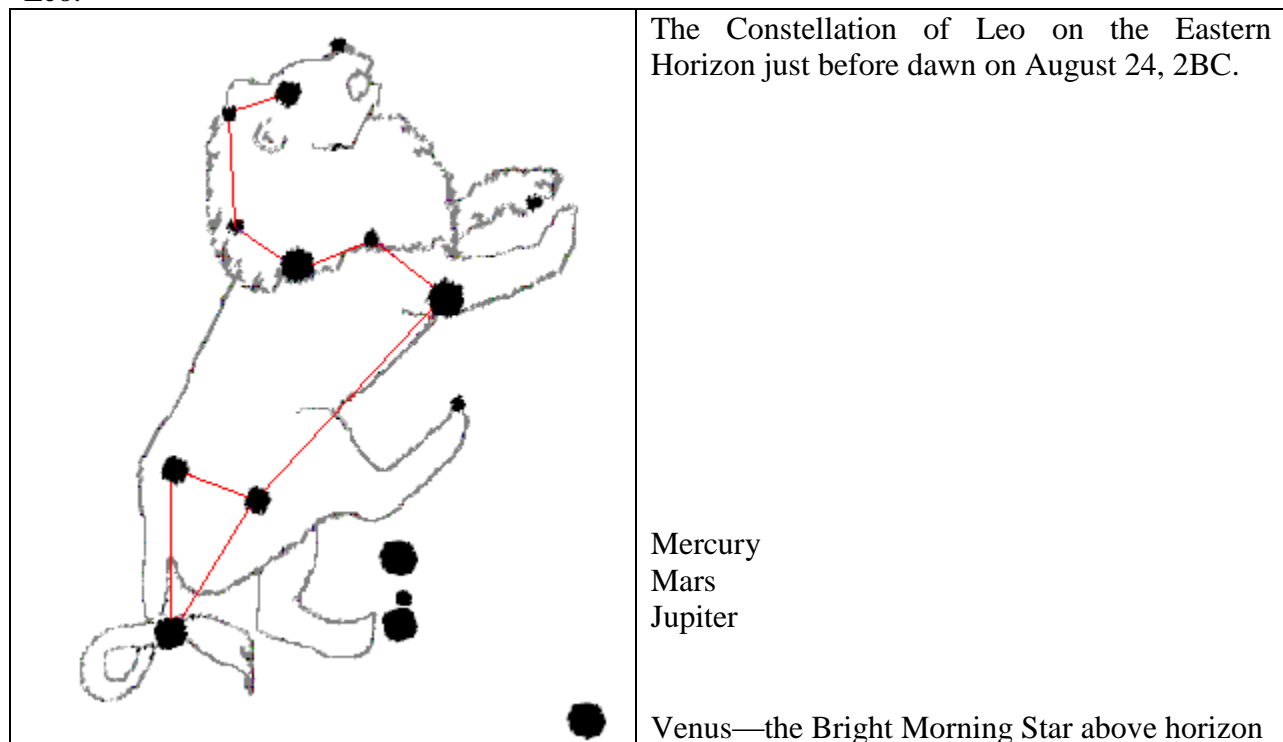 Leo.
The Constellation of Leo on the Eastern
Horizon just before dawn on August 24, 2BC.
Mercury
Mars
Jupiter
Venus—the Bright Morning Star above horizon